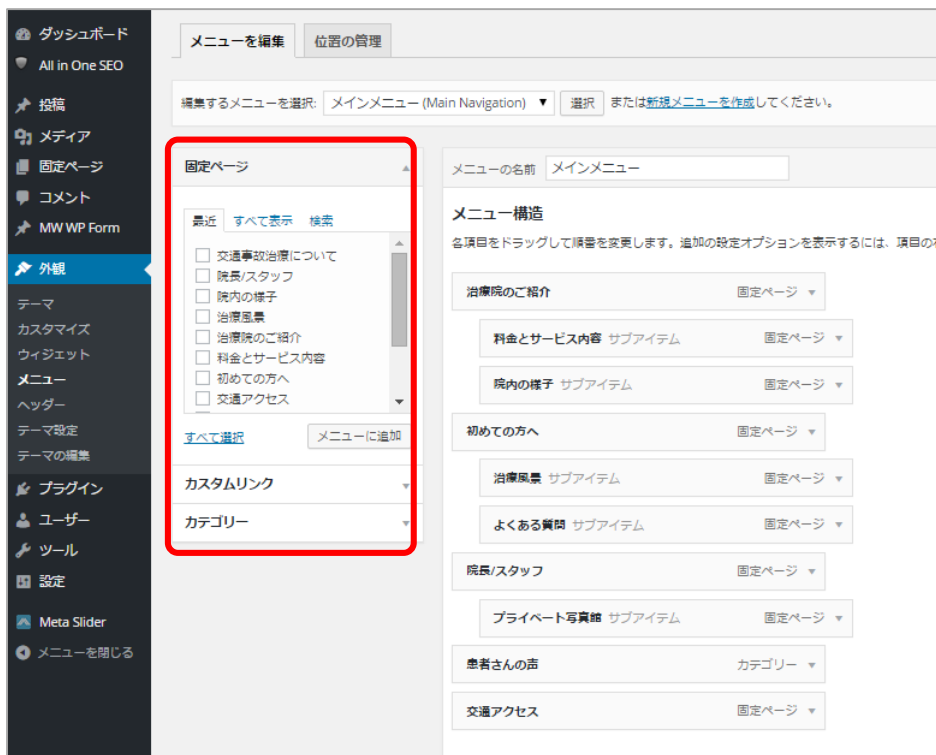 ダッシュボード
All in One SEO
投稿
メディア
固定ページ
コメント
MW WP Form
外観
テーマ
カスタマイズ
ウィジェット
メニュー
ヘッダー
テーマ設定
テーマの編集
プラグイン
ユーザー
ツール
設定
Meta Slider
メニューを閉じる
メニューを編集 位置の管理
編集するメニューを選択: メインメニュー (Main Navigation) 選択 または新規メニューを作成してください。
固定ページ
最近 すべて表示 検索
交通事故治療について
院長/スタッフ
院内の様子
治療風景
治療院のご紹介
料金とサービス内容
初めての方へ
交通アクセス
すべて選択 メニューに追加
カスタムリンク
カテゴリー
メニューの名前 メインメニュー
メニュー構造
各項目をドラッグして順番を変更します。追加の設定オプションを表示するには、項目の
治療院のご紹介 固定ページ
料金とサービス内容 サブアイテム 固定ページ
院内の様子 サブアイテム 固定ページ
初めての方へ 固定ページ
治療風景 サブアイテム 固定ページ
よくある質問 サブアイテム 固定ページ
院長/スタッフ 固定ページ
プライベート写真館 サブアイテム 固定ページ
患者さんの声 カテゴリー
交通アクセス 固定ページ